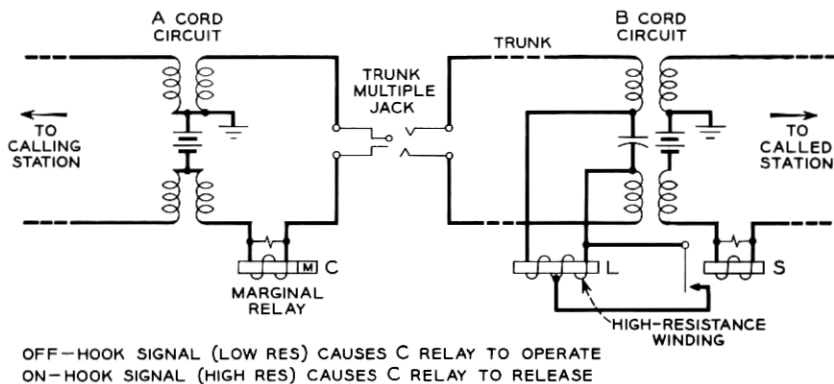 A CORD
CIRCUIT
B CORD
CIRCUIT
TRUNK
TRUNK
MULTIPLE
JACK
TO
CALLING
STATION
TO
CALLED
STATION
M
C
L
S
MARGINAL
RELAY
HIGH-RESISTANCE
WINDING
OFF-HOOK SIGNAL (LOW RES) CAUSES C RELAY TO OPERATE
ON-HOOK SIGNAL (HIGH RES) CAUSES C RELAY TO RELEASE